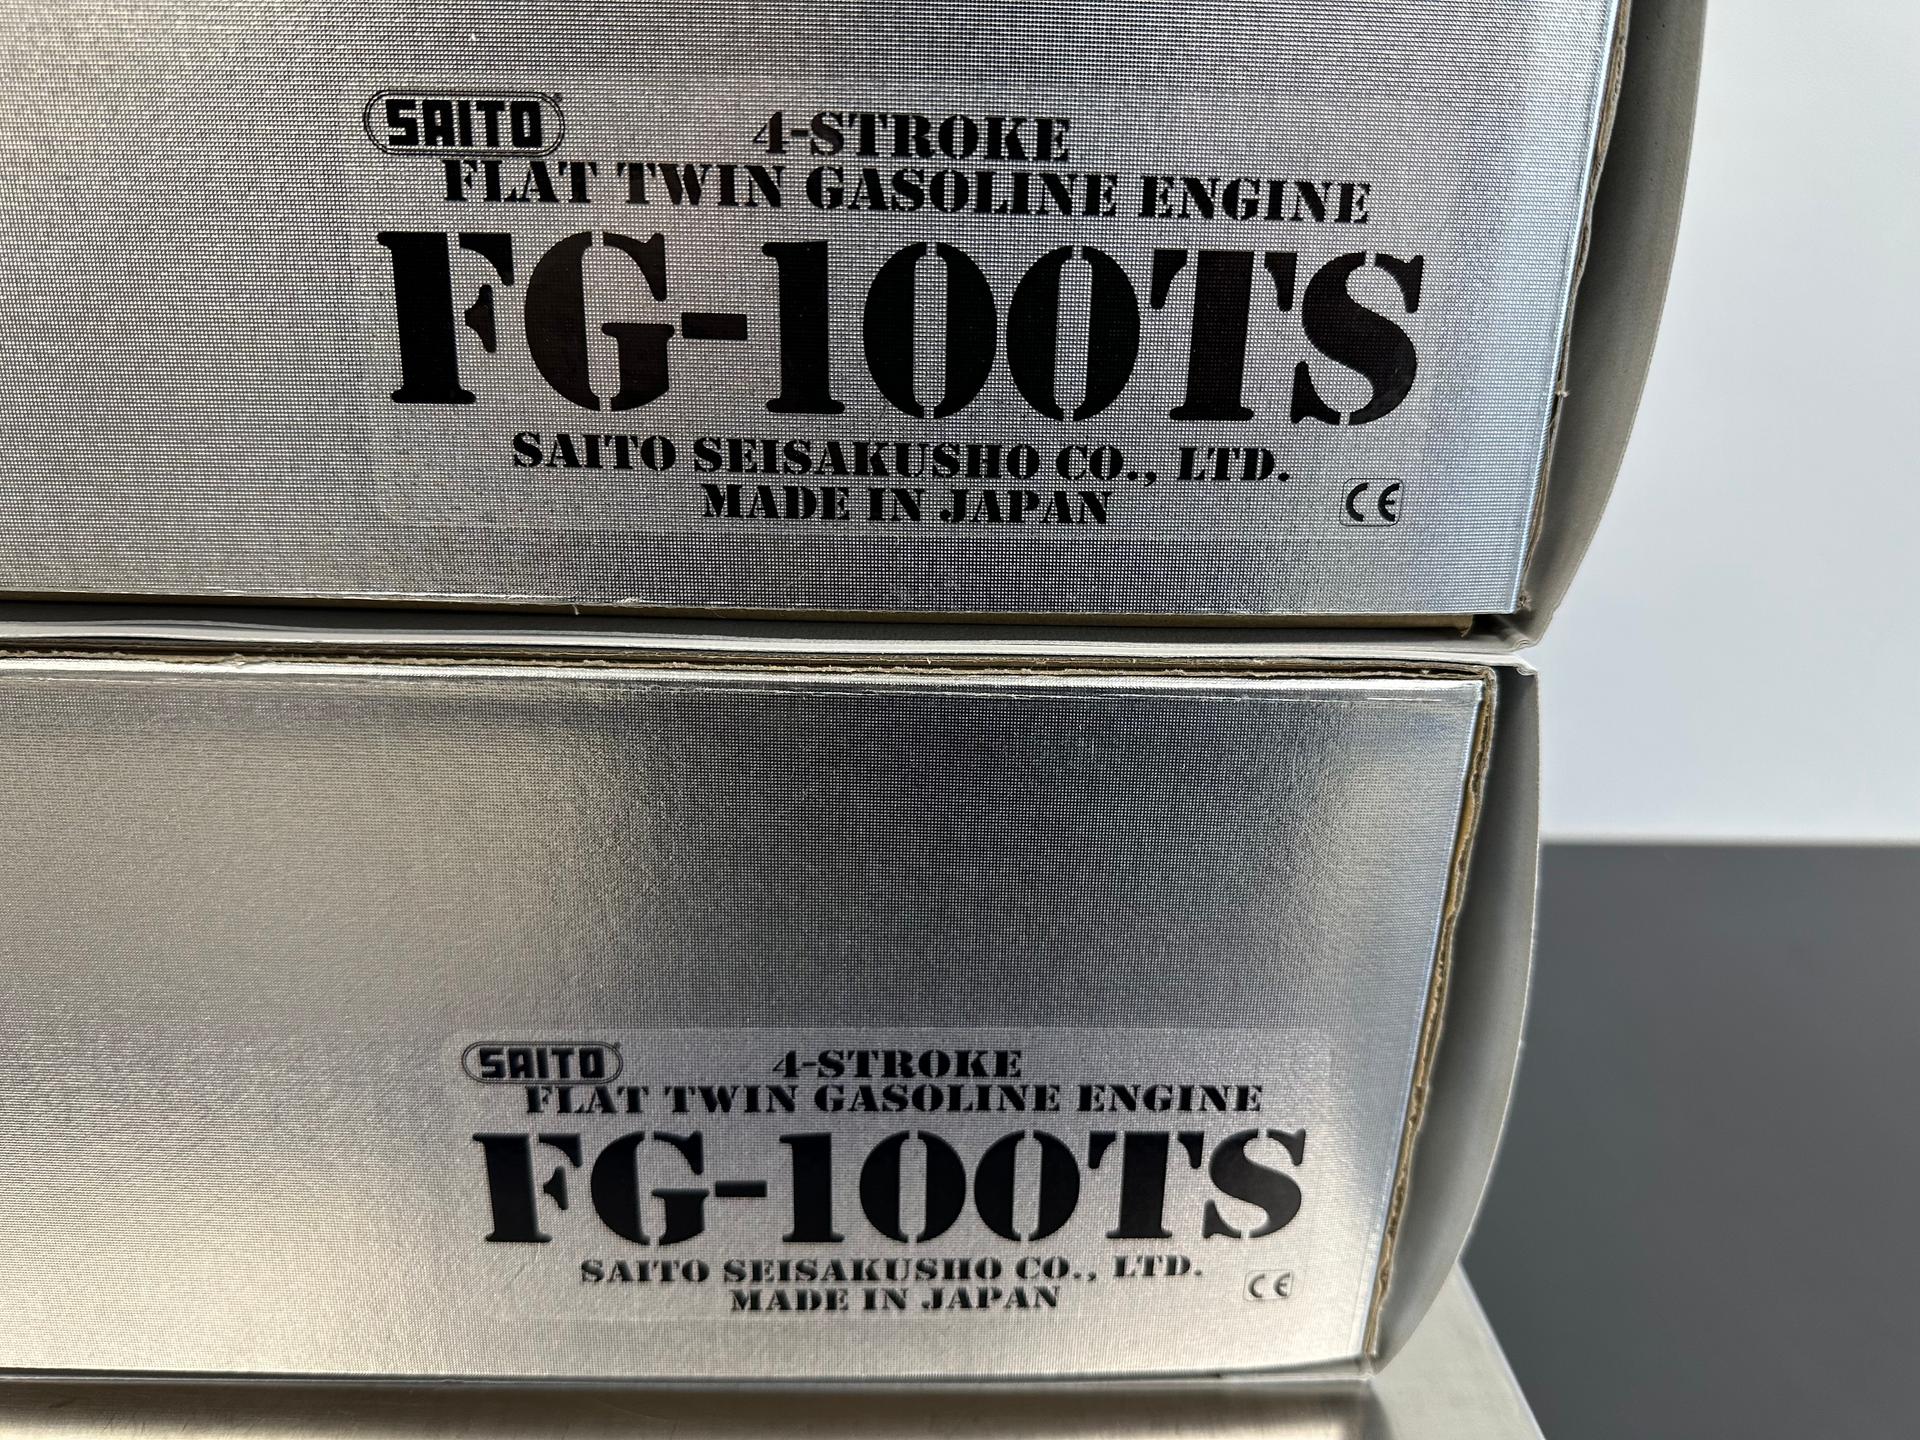 SAITO
4-STROKE
FLAT TWIN GASOLINE ENGINE
FG-100TS
SAITO SEISAKUSHO CO., LTD.
MADE IN JAPAN
CE
SAITO
4-STROKE
FLAT TWIN GASOLINE ENGINE
FG-100TS
SAITO SEISAKUSHO CO., LTD.
MADE IN JAPAN
CE